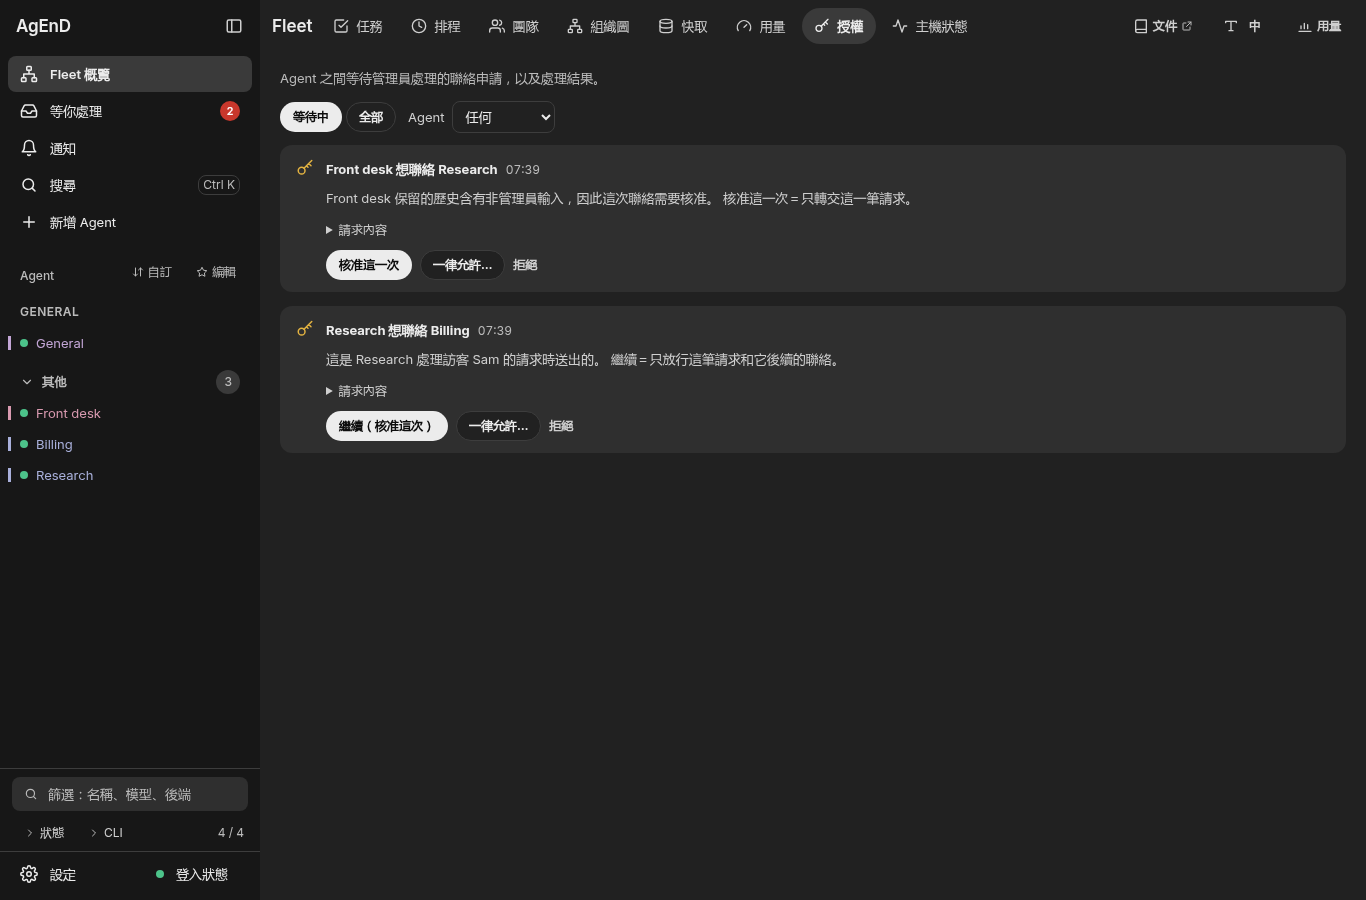 AgEnD
Fleet 概覽
等你處理 2
通知
搜尋 Ctrl K
新增 Agent
Agent 自訂 編輯
GENERAL
General
其他 3
Front desk
Billing
Research
篩選：名稱、模型、後端
狀態 CLI 4 / 4
設定 登入狀態
Fleet 任務 排程 團隊 組織圖 快取 用量 授權 主機狀態 文件 中 用量
Agent 之間等待管理員處理的聯絡申請，以及處理結果。
等待中 全部 Agent 任何
Front desk 想聯絡 Research 07:39
Front desk 保留的歷史含有非管理員輸入，因此這次聯絡需要核准。 核准這一次 = 只轉交這一筆請求。
請求內容
核准這一次 一律允許… 拒絕
Research 想聯絡 Billing 07:39
這是 Research 處理訪客 Sam 的請求時送出的。 繼續 = 只放行這筆請求和它後續的聯絡。
請求內容
繼續（核准這次） 一律允許… 拒絕